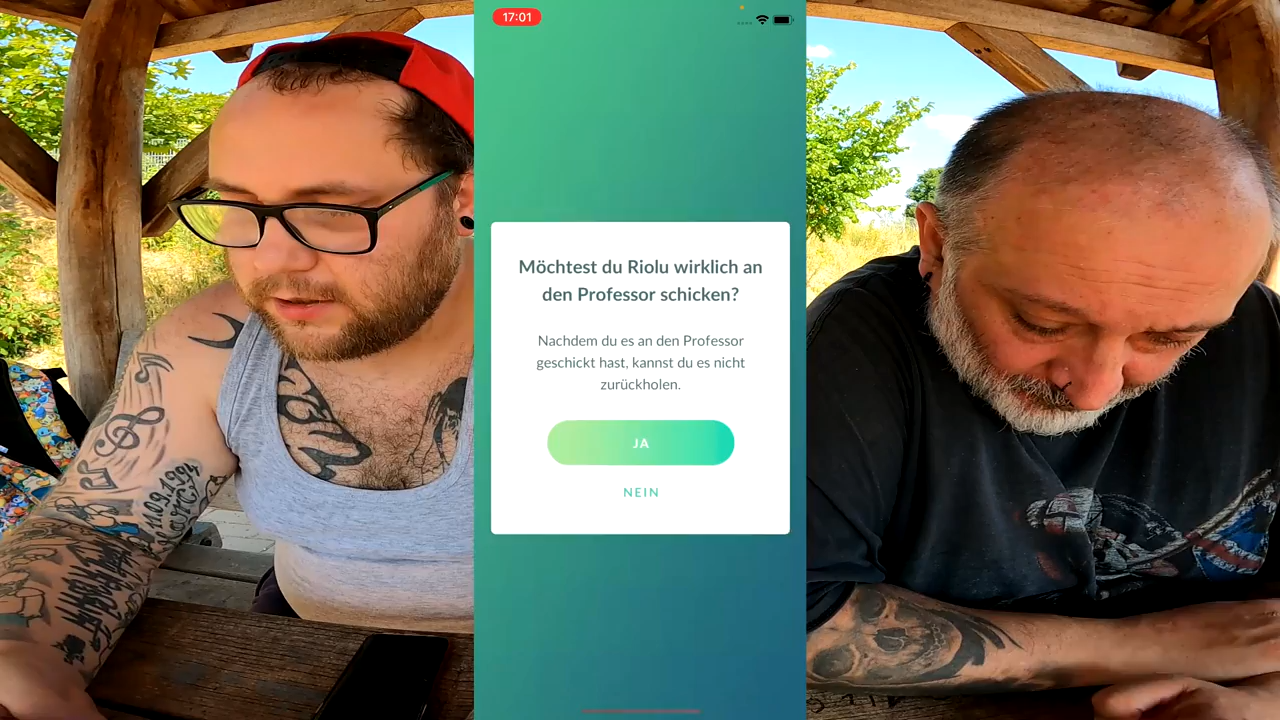 17:01
Möchtest du Riolu wirklich an
den Professor schicken?
Nachdem du es an den Professor
geschickt hast, kannst du es nicht
zurückholen.
JA
NEIN